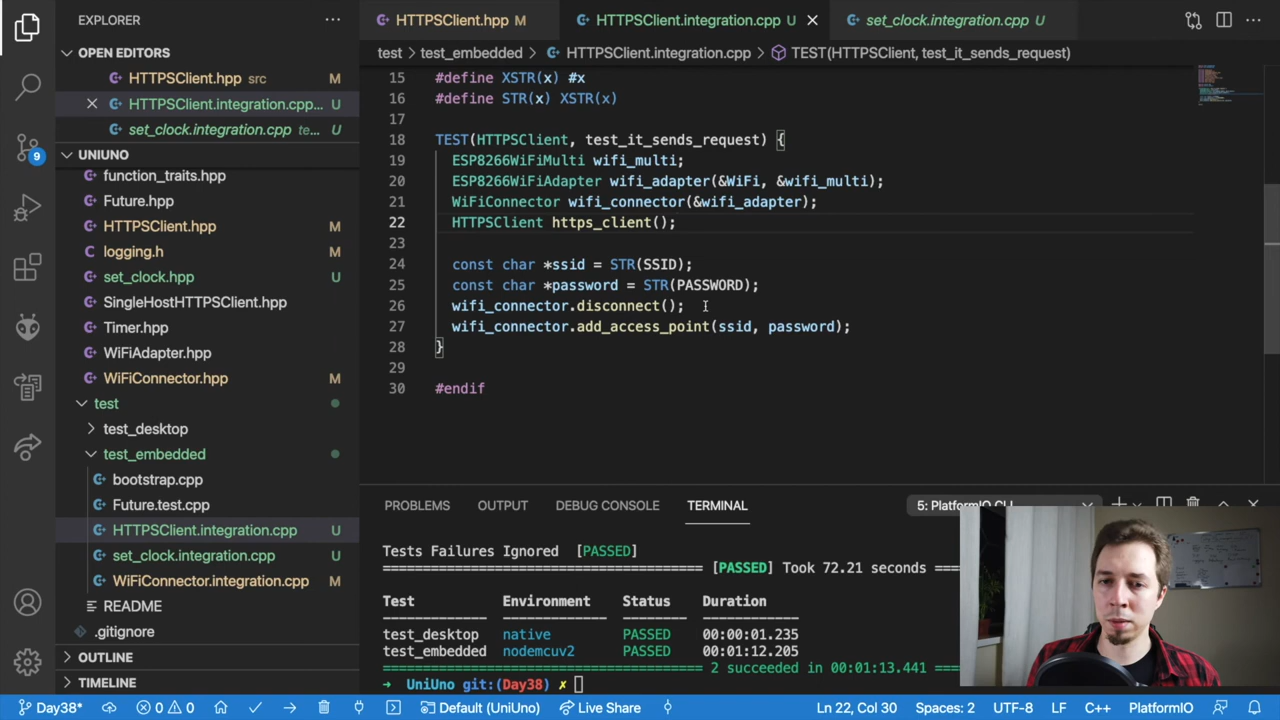 EXPLORER
OPEN EDITORS
HTTPSClient.hpp src M
HTTPSClient.integration.cpp... U
set_clock.integration.cpp te... U
UNIUNO
function_traits.hpp
Future.hpp
HTTPSClient.hpp M
logging.h
set_clock.hpp U
SingleHostHTTPSClient.hpp
Timer.hpp
WiFiAdapter.hpp
WiFiConnector.hpp M
test
test_desktop
test_embedded
bootstrap.cpp
Future.test.cpp
HTTPSClient.integration.cpp U
set_clock.integration.cpp U
WiFiConnector.integration.cpp M
README
.gitignore
OUTLINE
TIMELINE
9
HTTPSClient.hpp M
HTTPSClient.integration.cpp U
set_clock.integration.cpp U
test > test_embedded > HTTPSClient.integration.cpp > TEST(HTTPSClient, test_it_sends_request)
15 #define XSTR(x) #x
16 #define STR(x) XSTR(x)
17
18 TEST(HTTPSClient, test_it_sends_request) {
19 ESP8266WiFiMulti wifi_multi;
20 ESP8266WiFiAdapter wifi_adapter(&WiFi, &wifi_multi);
21 WiFiConnector wifi_connector(&wifi_adapter);
22 HTTPSClient https_client();
23
24 const char *ssid = STR(SSID);
25 const char *password = STR(PASSWORD);
26 wifi_connector.disconnect();
27 wifi_connector.add_access_point(ssid, password);
28 }
29
30 #endif
PROBLEMS OUTPUT DEBUG CONSOLE TERMINAL 5: PlatformIO CLI
Tests Failures Ignored [PASSED]
[PASSED] Took 72.21 seconds
Test Environment Status Duration
test_desktop native PASSED 00:00:01.235
test_embedded nodemcuv2 PASSED 00:01:12.205
2 succeeded in 00:01:13.441
→ UniUno git:(Day38) ✗
Day38* 0 0 Default (UniUno) Live Share Ln 22, Col 30 Spaces: 2 UTF-8 LF C++ PlatformIO